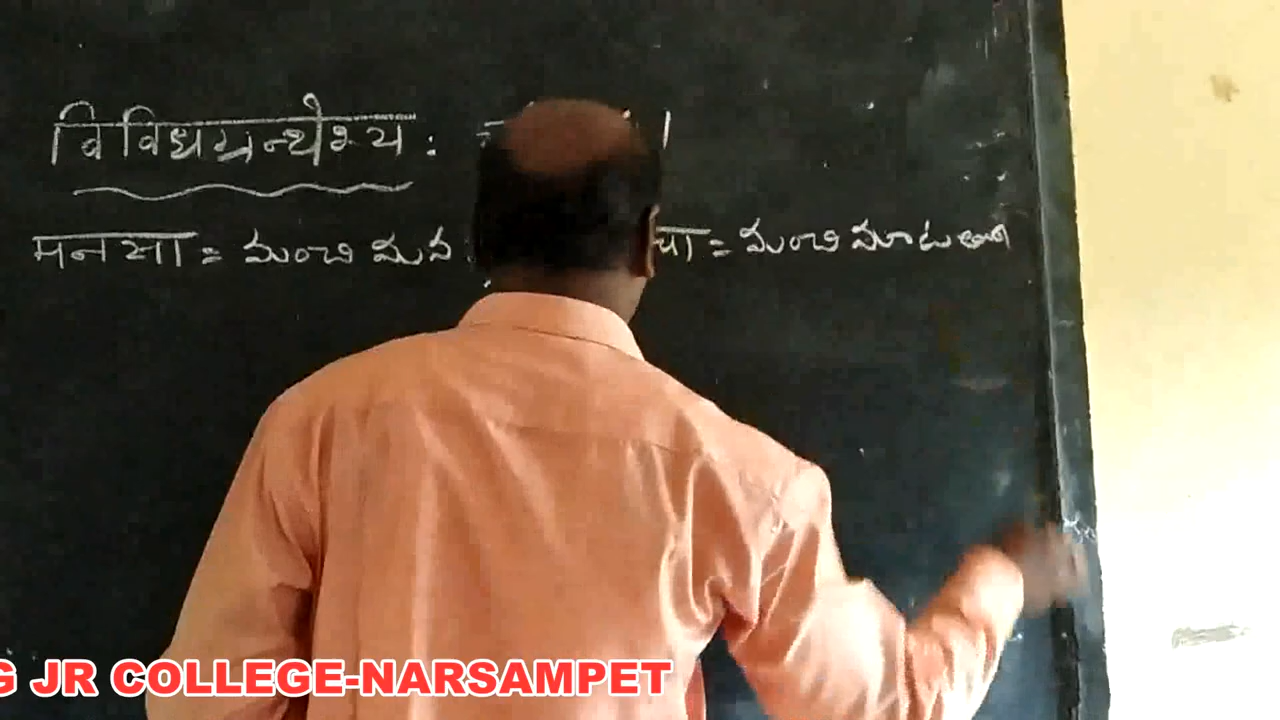 विविधग्रन्थेभ्य:
मनसा = మంచి మన
चा = మంచి మాటలు
G JR COLLEGE-NARSAMPET